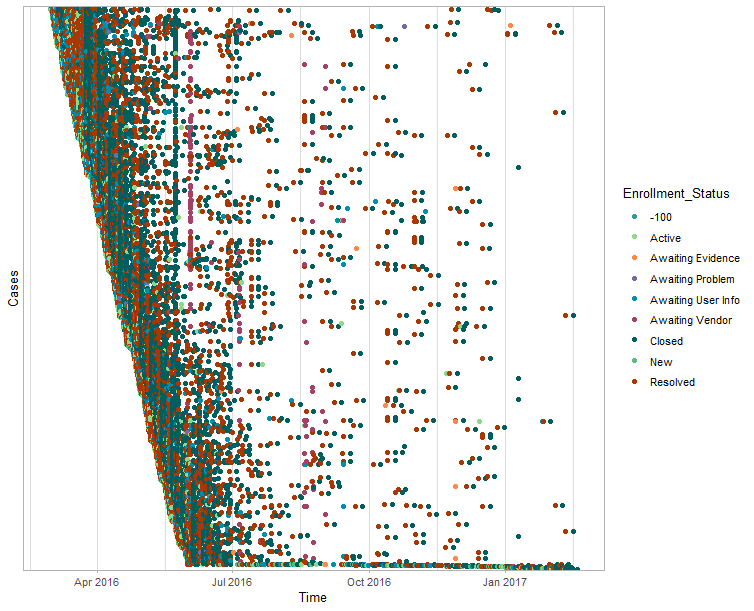 Cases
Apr 2016
Jul 2016
Oct 2016
Jan 2017
Time
Enrollment_Status
-100
Active
Awaiting Evidence
Awaiting Problem
Awaiting User Info
Awaiting Vendor
Closed
New
Resolved